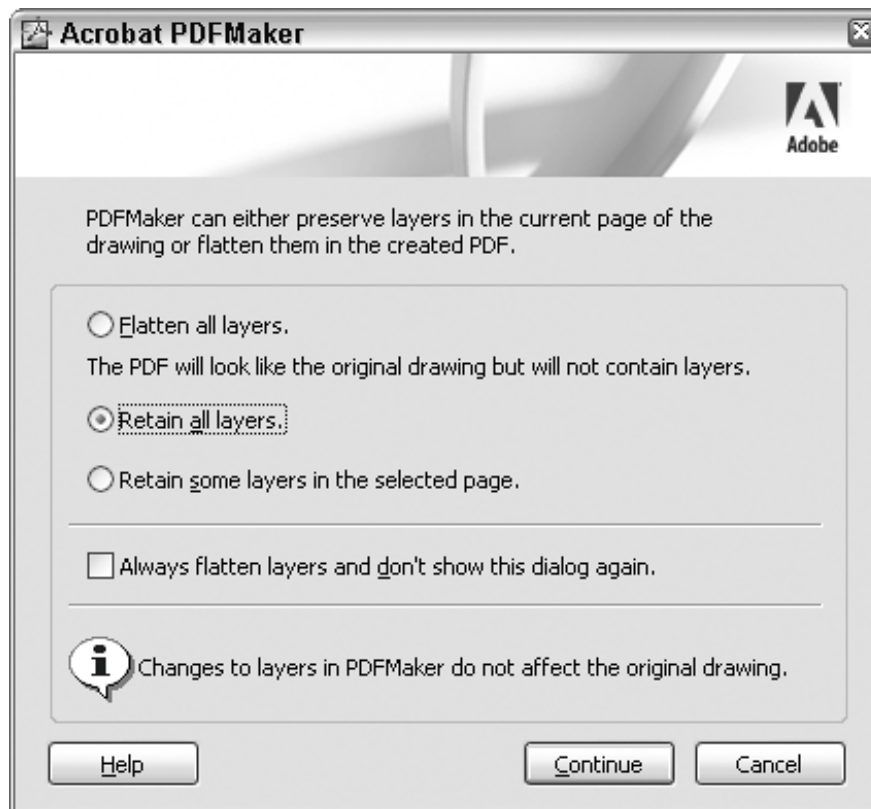 Acrobat PDFMaker
Adobe
PDFMaker can either preserve layers in the current page of the
drawing or flatten them in the created PDF.
Flatten all layers.
The PDF will look like the original drawing but will not contain layers.
Retain all layers.
Retain some layers in the selected page.
Always flatten layers and don't show this dialog again.
Changes to layers in PDFMaker do not affect the original drawing.
Help
Continue
Cancel